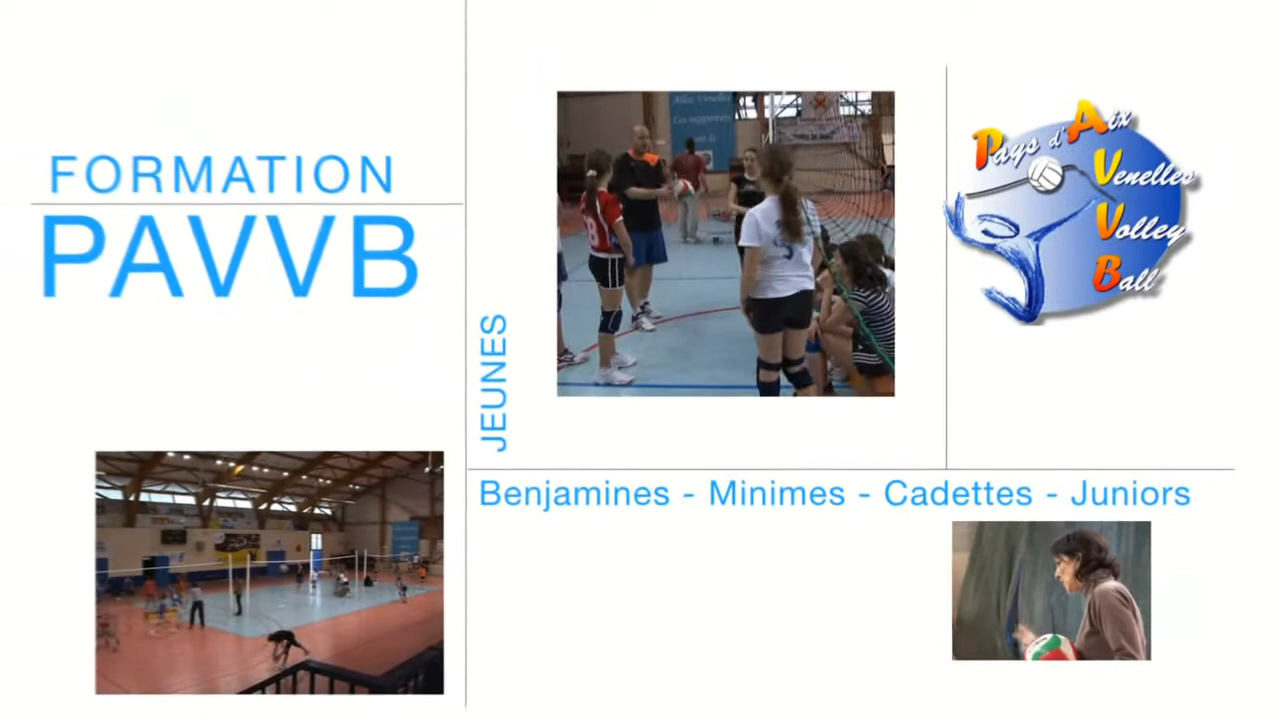 FORMATION
PAVVB
JEUNES
Pays d'Aix
Venelles
Volley
Ball
Benjamines - Minimes - Cadettes - Juniors